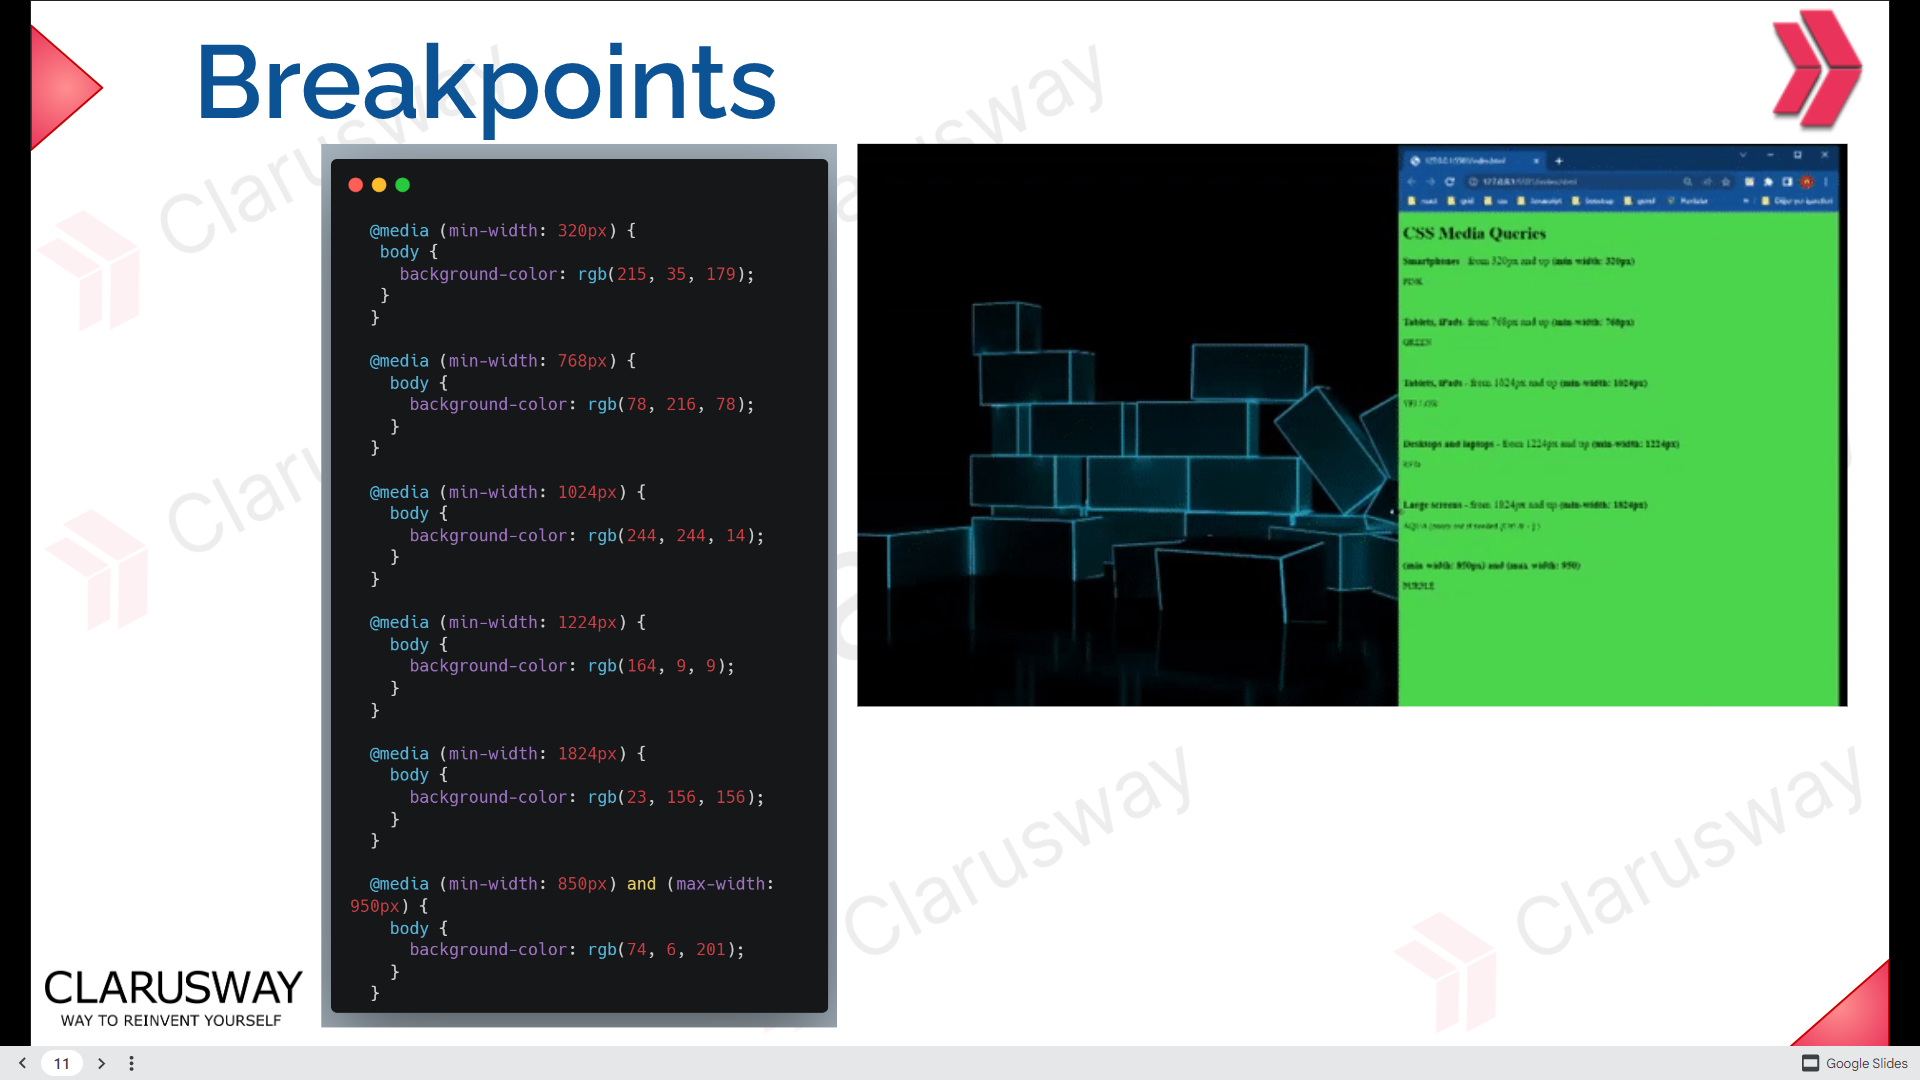 Breakpoints
@media (min-width: 320px) {
body {
background-color: rgb(215, 35, 179);
}
}
@media (min-width: 768px) {
body {
background-color: rgb(78, 216, 78);
}
}
@media (min-width: 1024px) {
body {
background-color: rgb(244, 244, 14);
}
}
@media (min-width: 1224px) {
body {
background-color: rgb(164, 9, 9);
}
}
@media (min-width: 1824px) {
body {
background-color: rgb(23, 156, 156);
}
}
@media (min-width: 850px) and (max-width:
950px) {
body {
background-color: rgb(74, 6, 201);
}
}
CSS Media Queries
Smartphones - from 320px and up (min-width: 320px)
PINK
Tablets, iPads- from 768px and up (min-width: 768px)
GREEN
Tablets, iPads - from 1024px and up (min-width: 1024px)
YELLOW
Desktops and laptops - from 1224px and up (min-width: 1224px)
RED
Large screens - from 1824px and up (min-width: 1824px)
(min-width: 850px) and (max-width: 950)
PURPLE
Clarusway
Clarusway
Clarusway
Clarusway
CLARUSWAY
WAY TO REINVENT YOURSELF
11
Google Slides